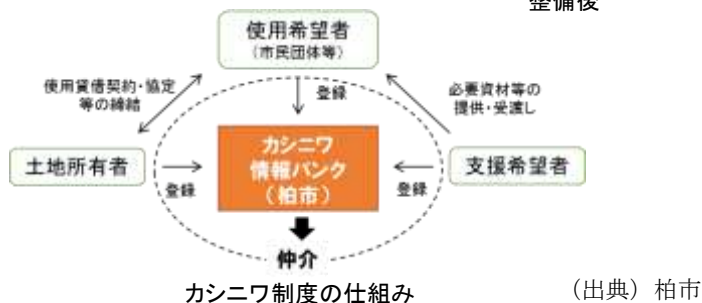 整備後
使用希望者
(市民団体等)
使用貸借契約・協定
等の締結
登録
必要資材等の
提供・受渡し
土地所有者
登録
カシニワ
情報バンク
(柏市)
登録
支援希望者
仲介
カシニワ制度の仕組み
(出典)柏市